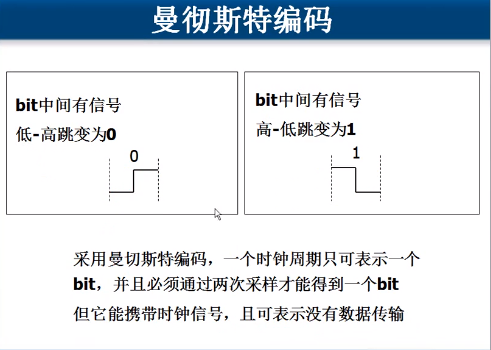 曼彻斯特编码
bit中间有信号
低-高跳变为0
0
bit中间有信号
高-低跳变为1
1
采用曼切斯特编码，一个时钟周期只可表示一个
bit，并且必须通过两次采样才能得到一个bit
但它能携带时钟信号，且可表示没有数据传输